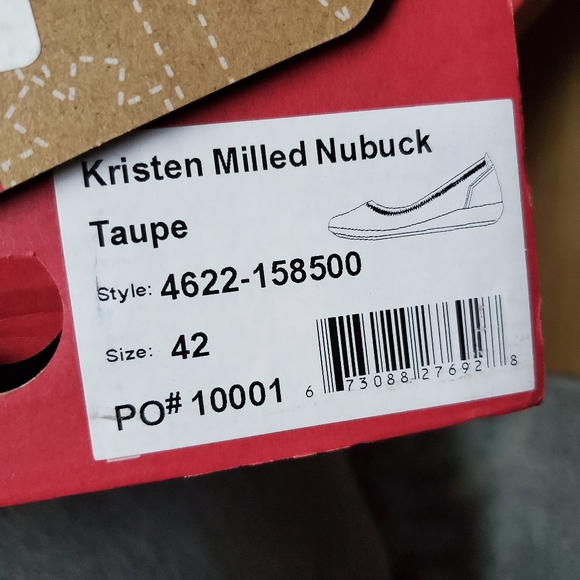 Kristen Milled Nubuck
Taupe
Style: 4622-158500
Size: 42
PO# 10001
6 73088 27692 8